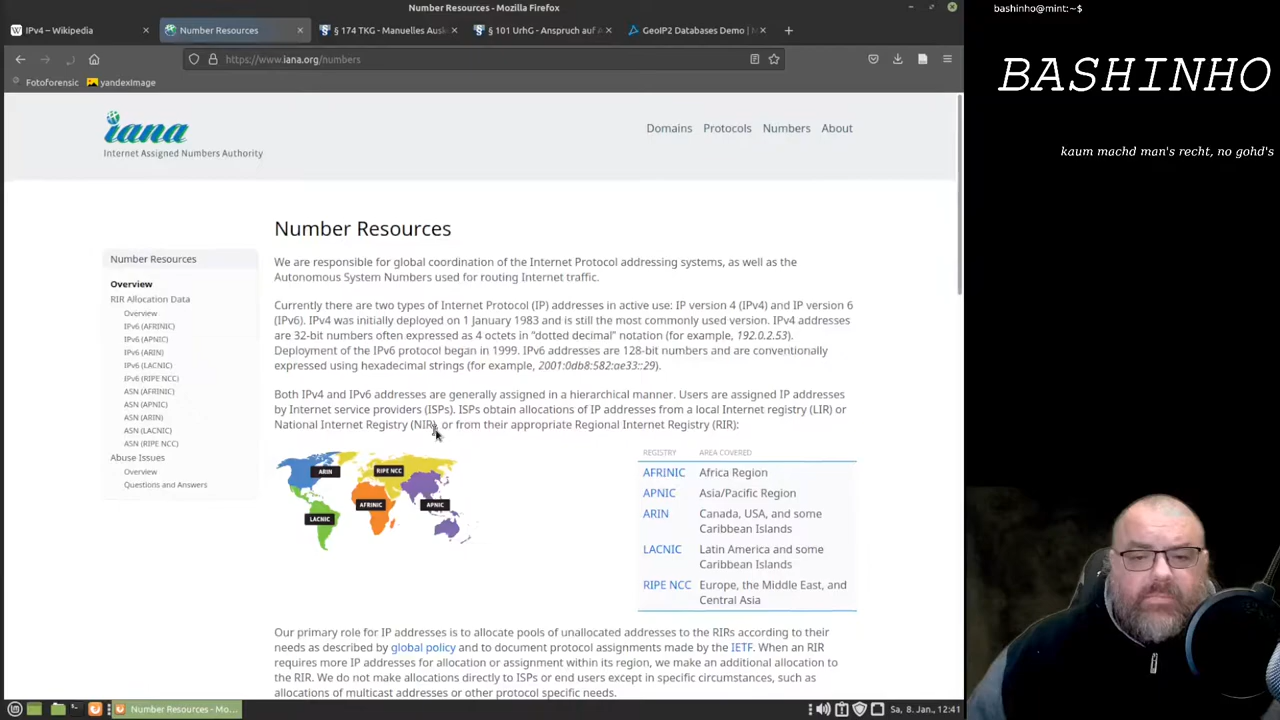 Number Resources - Mozilla Firefox
bashinho@mint:~$
IPv4 – Wikipedia
Number Resources
§ 174 TKG - Manuelles Ausk
§ 101 UrhG - Anspruch auf A
GeoIP2 Databases Demo | M
https://www.iana.org/numbers
Fotoforensic
yandexImage
BASHINHO
kaum machd man's recht, no gohd's
iana
Internet Assigned Numbers Authority
Domains
Protocols
Numbers
About
Number Resources
Overview
RIR Allocation Data
Overview
IPv6 (AFRINIC)
IPv6 (APNIC)
IPv6 (ARIN)
IPv6 (LACNIC)
IPv6 (RIPE NCC)
ASN (AFRINIC)
ASN (APNIC)
ASN (ARIN)
ASN (LACNIC)
ASN (RIPE NCC)
Abuse Issues
Overview
Questions and Answers
Number Resources
We are responsible for global coordination of the Internet Protocol addressing systems, as well as the
Autonomous System Numbers used for routing Internet traffic.
Currently there are two types of Internet Protocol (IP) addresses in active use: IP version 4 (IPv4) and IP version 6
(IPv6). IPv4 was initially deployed on 1 January 1983 and is still the most commonly used version. IPv4 addresses
are 32-bit numbers often expressed as 4 octets in “dotted decimal” notation (for example, 192.0.2.53).
Deployment of the IPv6 protocol began in 1999. IPv6 addresses are 128-bit numbers and are conventionally
expressed using hexadecimal strings (for example, 2001:0db8:582:ae33::29).
Both IPv4 and IPv6 addresses are generally assigned in a hierarchical manner. Users are assigned IP addresses
by Internet service providers (ISPs). ISPs obtain allocations of IP addresses from a local Internet registry (LIR) or
National Internet Registry (NIR), or from their appropriate Regional Internet Registry (RIR):
ARIN
RIPE NCC
AFRINIC
APNIC
LACNIC
REGISTRY
AREA COVERED
AFRINIC
Africa Region
APNIC
Asia/Pacific Region
ARIN
Canada, USA, and some
Caribbean Islands
LACNIC
Latin America and some
Caribbean Islands
RIPE NCC
Europe, the Middle East, and
Central Asia
Our primary role for IP addresses is to allocate pools of unallocated addresses to the RIRs according to their
needs as described by global policy and to document protocol assignments made by the IETF. When an RIR
requires more IP addresses for allocation or assignment within its region, we make an additional allocation to
the RIR. We do not make allocations directly to ISPs or end users except in specific circumstances, such as
allocations of multicast addresses or other protocol specific needs.
Number Resources - Mo...
Sa, 8. Jan., 12:41